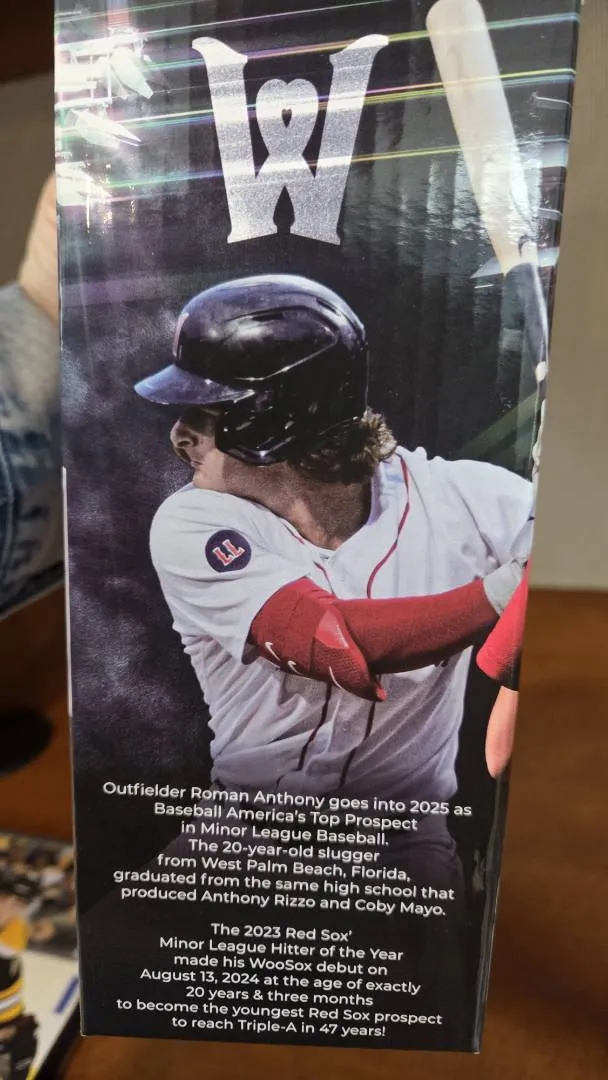 W
LL
Outfielder Roman Anthony goes into 2025 as
Baseball America's Top Prospect
in Minor League Baseball.
The 20-year-old slugger
from West Palm Beach, Florida,
graduated from the same high school that
produced Anthony Rizzo and Coby Mayo.
The 2023 Red Sox'
Minor League Hitter of the Year
made his WooSox debut on
August 13, 2024 at the age of exactly
20 years & three months
to become the youngest Red Sox prospect
to reach Triple-A in 47 years!